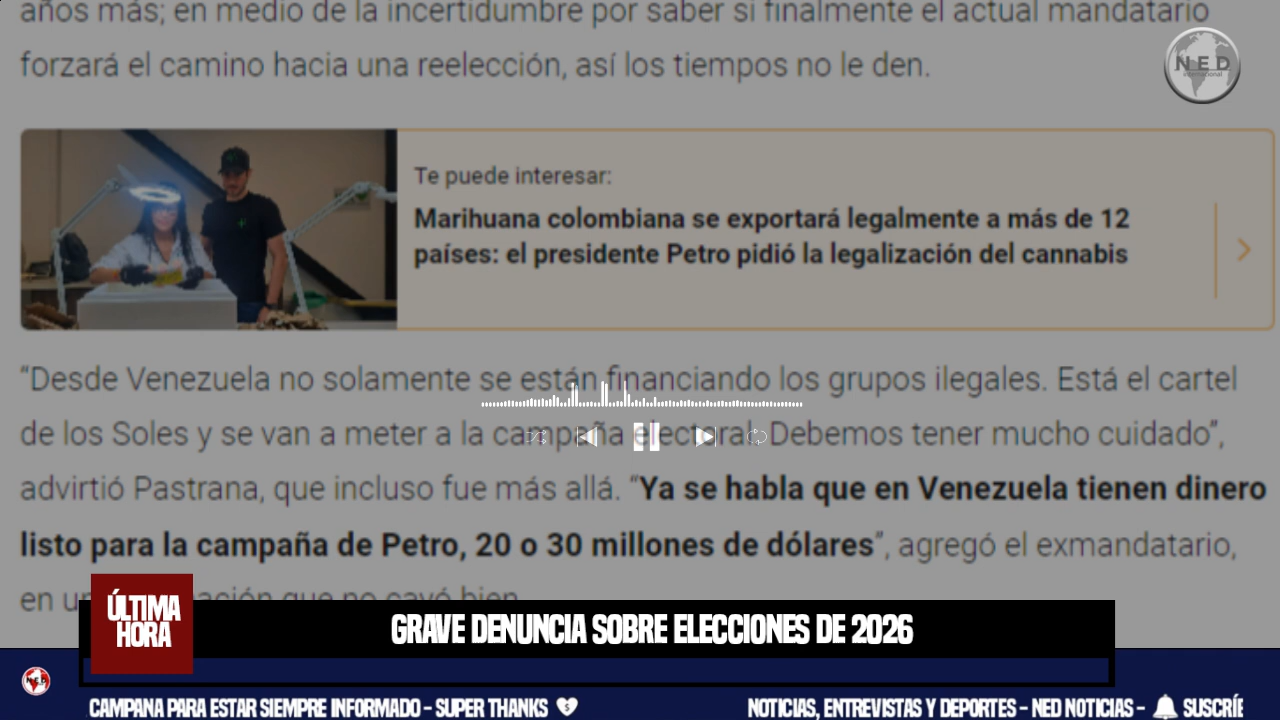 años más; en medio de la incertidumbre por saber si finalmente el actual mandatario
forzará el camino hacia una reelección, así los tiempos no le den.
NED
international
Te puede interesar:
Marihuana colombiana se exportará legalmente a más de 12
países: el presidente Petro pidió la legalización del cannabis
“Desde Venezuela no solamente se están financiando los grupos ilegales. Está el cartel
de los Soles y se van a meter a la campaña electoral. Debemos tener mucho cuidado”,
advirtió Pastrana, que incluso fue más allá. “Ya se habla que en Venezuela tienen dinero
listo para la campaña de Petro, 20 o 30 millones de dólares”, agregó el exmandatario,
en que no cayó bien
ÚLTIMA
HORA
GRAVE DENUNCIA SOBRE ELECCIONES DE 2026
NED
CAMPANA PARA ESTAR SIEMPRE INFORMADO - SUPER THANKS NOTICIAS, ENTREVISTAS Y DEPORTES - NED NOTICIAS - SUSCRÍE